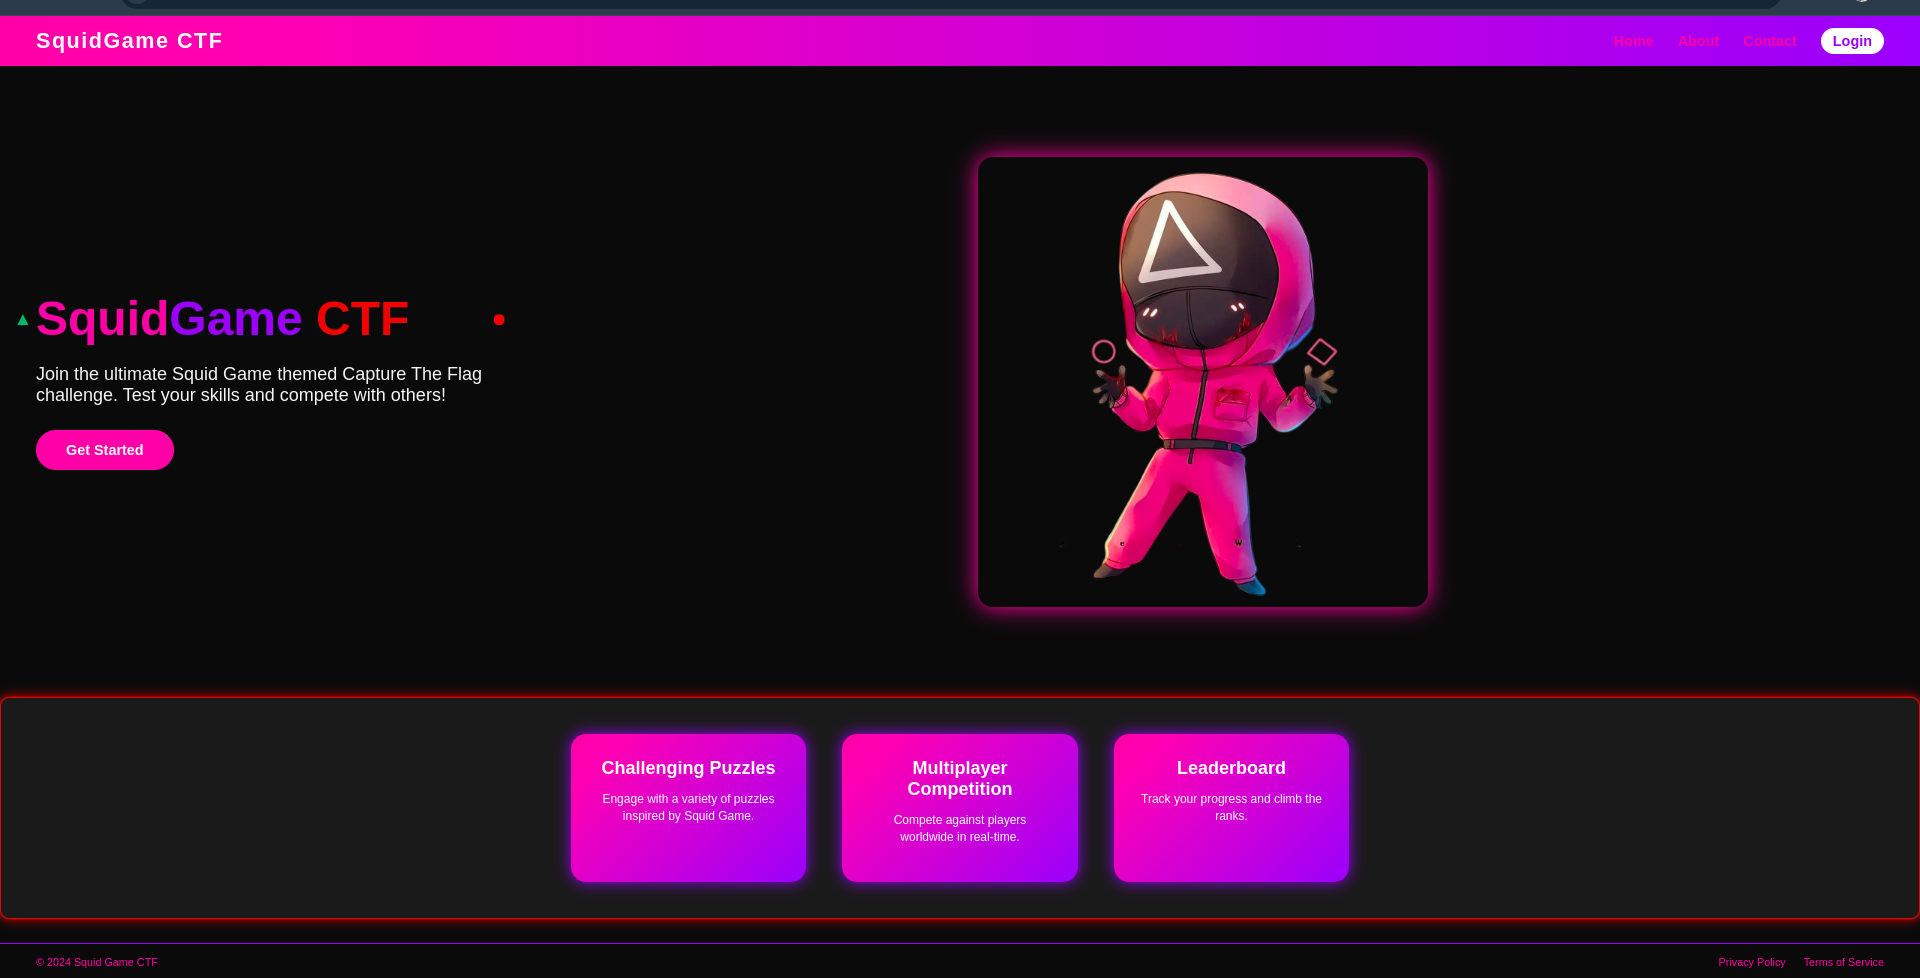 SquidGame CTF
Home About Contact Login
SquidGame CTF
Join the ultimate Squid Game themed Capture The Flag
challenge. Test your skills and compete with others!
Get Started
Challenging Puzzles
Engage with a variety of puzzles
inspired by Squid Game.
Multiplayer
Competition
Compete against players
worldwide in real-time.
Leaderboard
Track your progress and climb the
ranks.
© 2024 Squid Game CTF
Privacy Policy Terms of Service